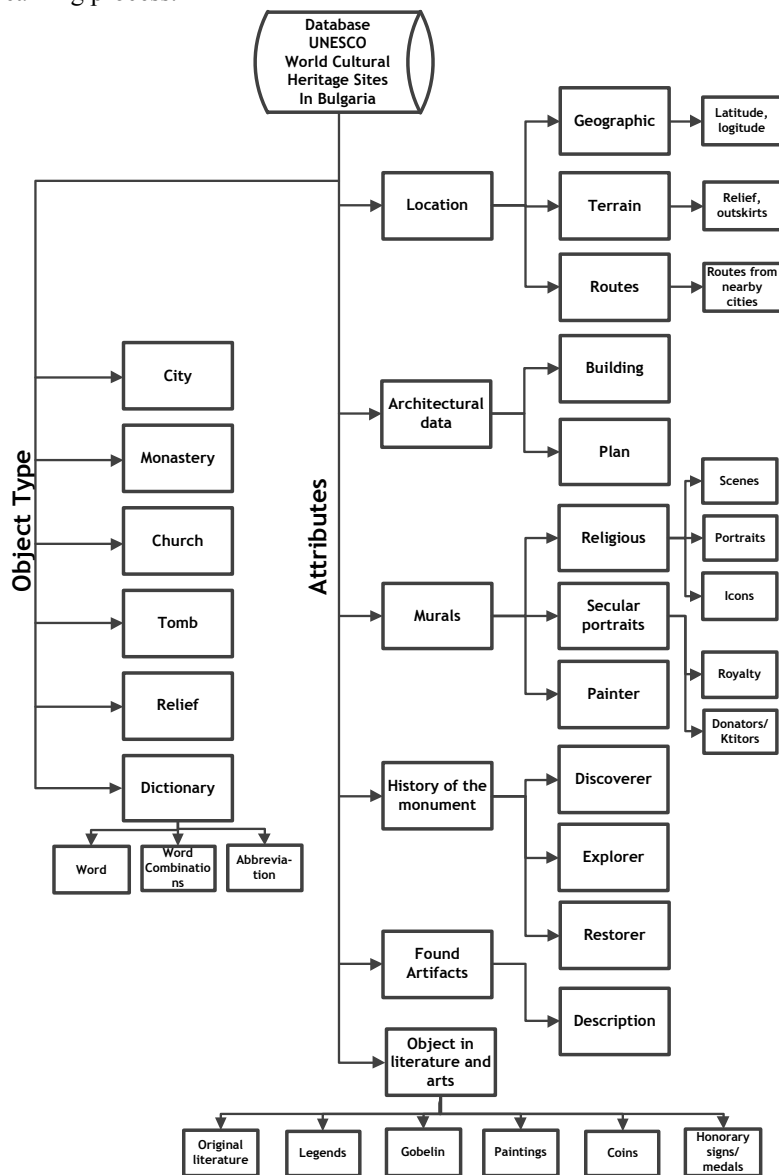 earning process.
Database
UNESCO
World Cultural
Heritage Sites
In Bulgaria
Object Type
City
Monastery
Church
Tomb
Relief
Dictionary
Word
Word
Combinatio
ns
Abbrevia-
tion
Attributes
Location
Geographic
Latitude,
logitude
Terrain
Relief,
outskirts
Routes
Routes from
nearby
cities
Architectural
data
Building
Plan
Murals
Religious
Scenes
Portraits
Icons
Secular
portraits
Royalty
Donators/
Ktitors
Painter
History of the
monument
Discoverer
Explorer
Restorer
Found
Artifacts
Description
Object in
literature and
arts
Original
literature
Legends
Gobelin
Paintings
Coins
Honorary
signs/
medals